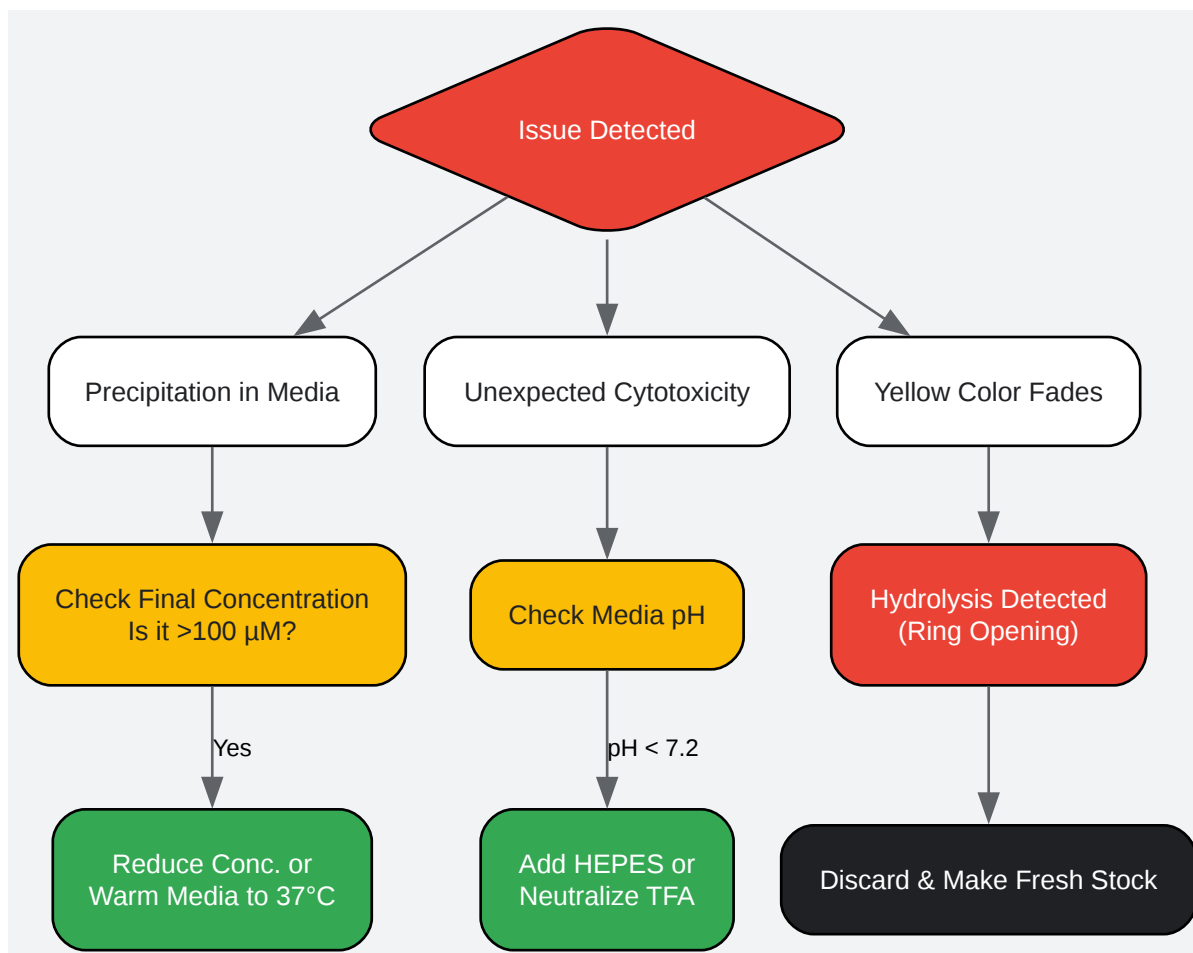 Issue Detected
Precipitation in Media
Unexpected Cytotoxicity
Yellow Color Fades
Check Final Concentration
Is it >100 µM?
Check Media pH
Hydrolysis Detected
(Ring Opening)
Yes
pH < 7.2
Reduce Conc. or
Warm Media to 37°C
Add HEPES or
Neutralize TFA
Discard & Make Fresh Stock